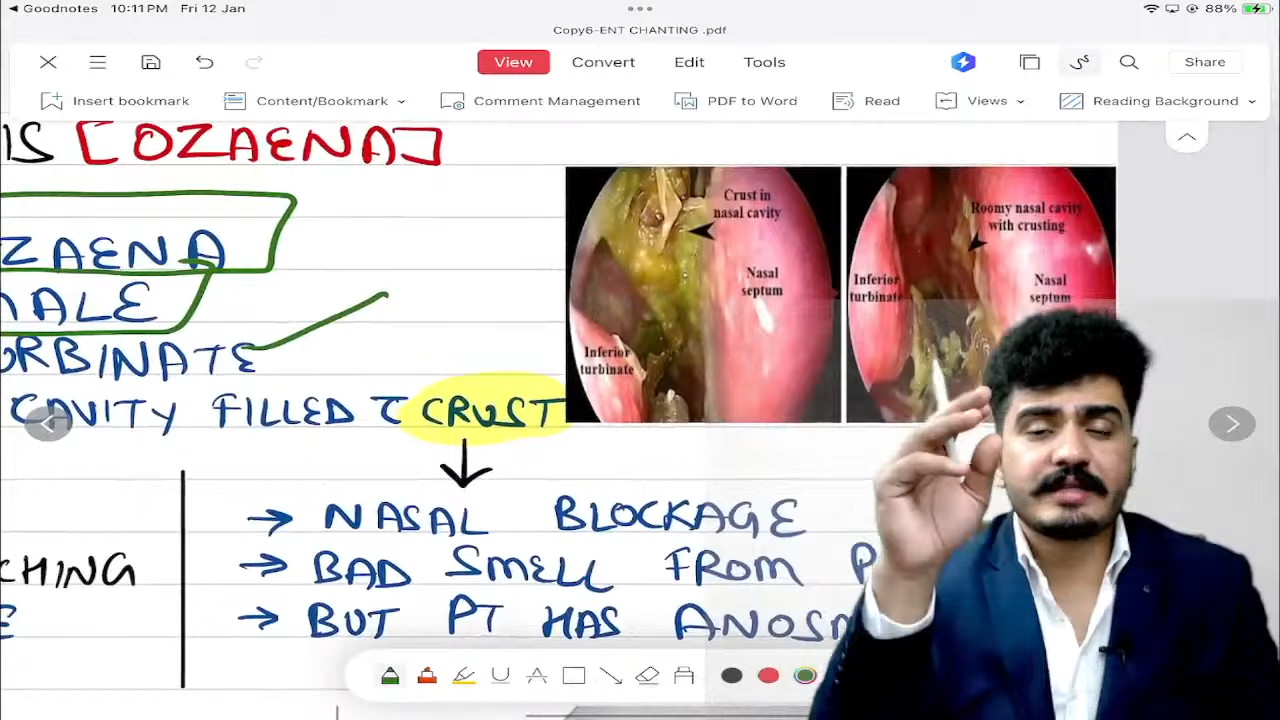 Goodnotes 10:11 PM Fri 12 Jan 88%
Copy6-ENT CHANTING .pdf
View Convert Edit Tools Share
Insert bookmark Content/Bookmark Comment Management PDF to Word Read Views Reading Background
IS [OZAENA]
ZAENA
MALE
URBINATE
CAVITY FILLED C CRUST
Crust in
nasal cavity
Nasal
septum
Inferior
turbinate
Roomy nasal cavity
with crusting
Inferior
turbinate
Nasal
septum
→ NASAL BLOCKAGE
CHING
→ BAD SMELL FROM P
E
→ BUT PT HAS ANOSM